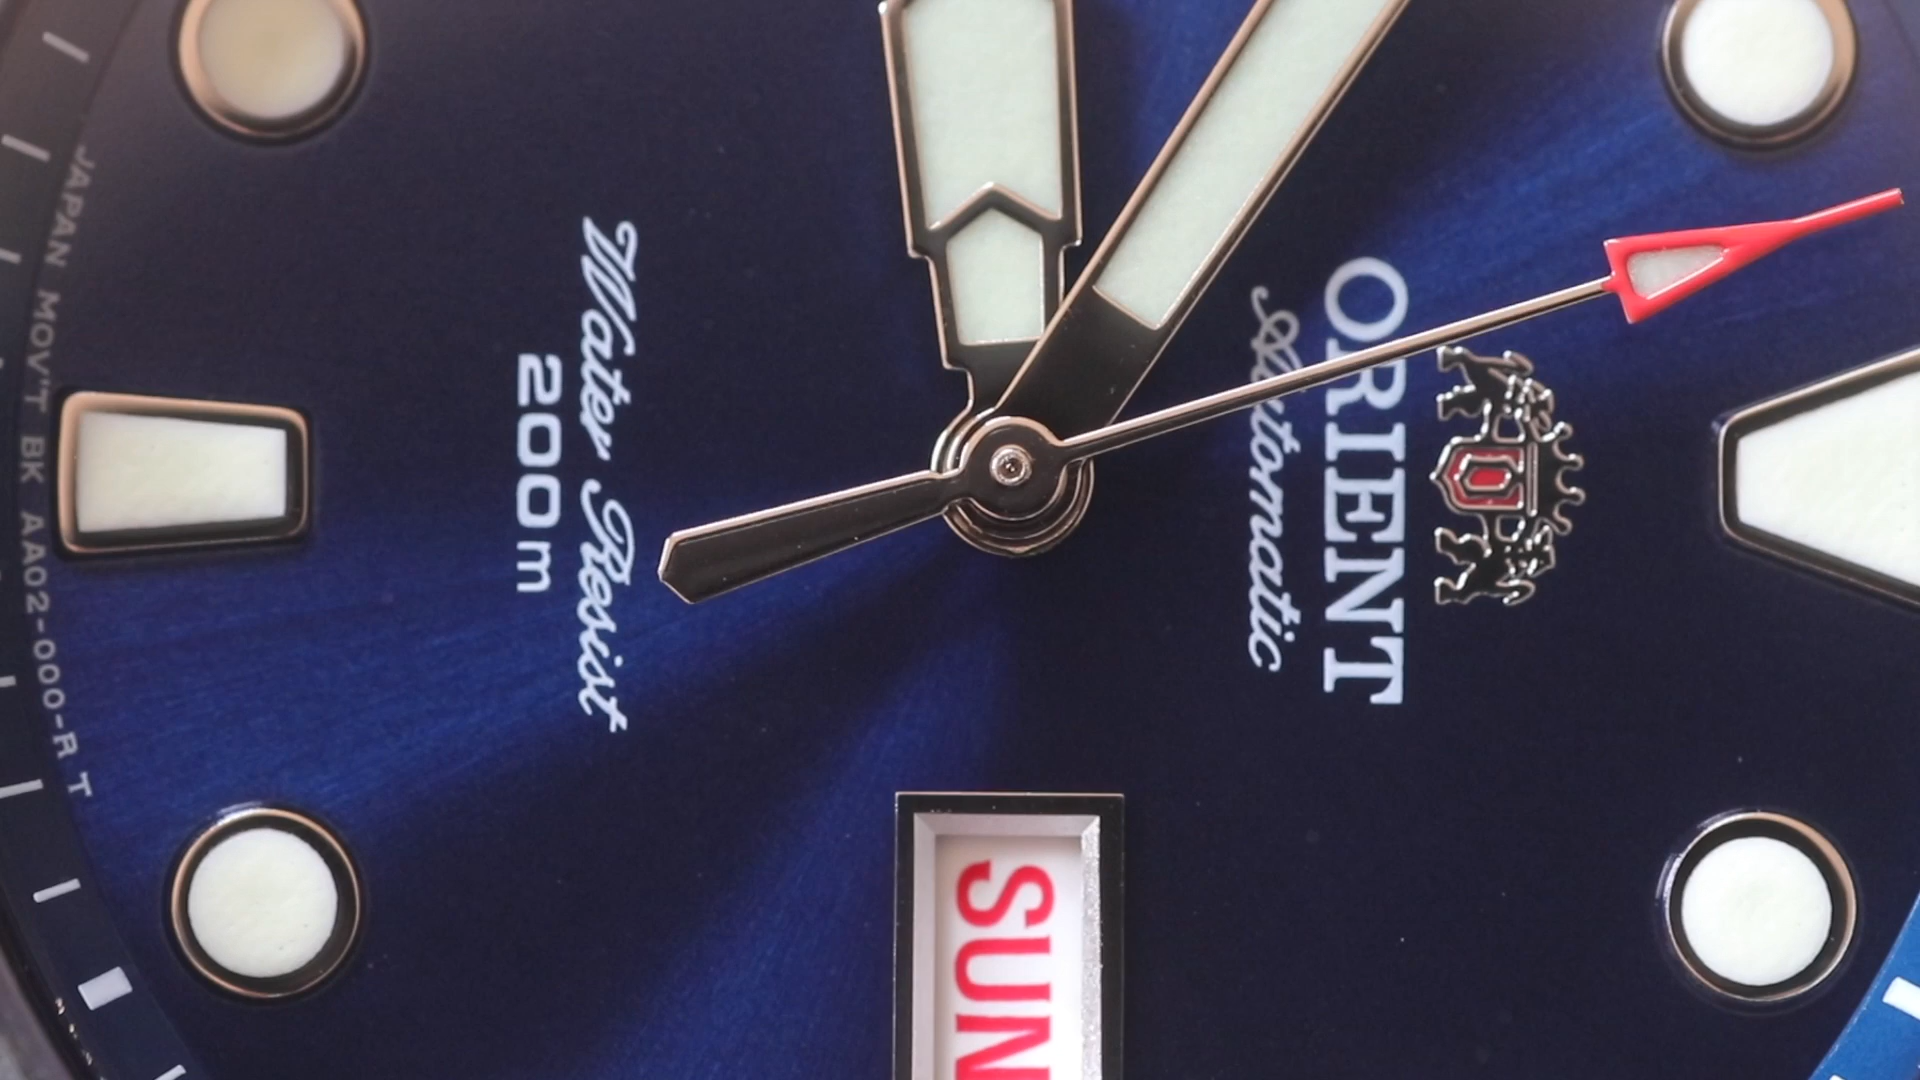 ORIENT
Automatic
SUN
Water Resist
200m
JAPAN MOV'T BK AA02-000-R T